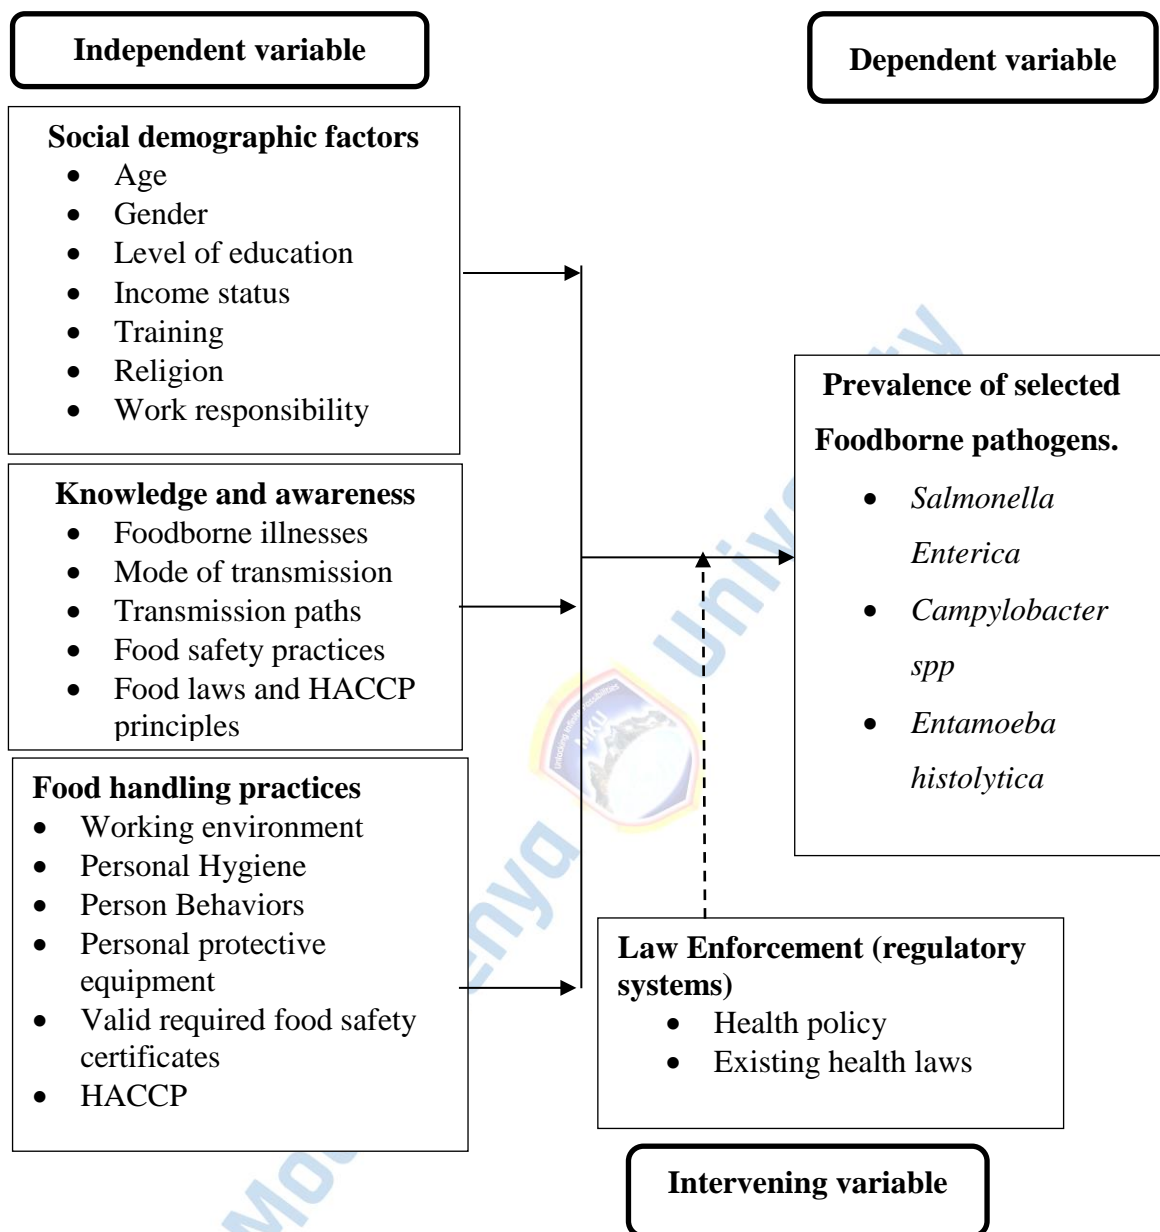 Independent variable
Dependent variable
Social demographic factors
• Age
• Gender
• Level of education
• Income status
• Training
• Religion
• Work responsibility
Knowledge and awareness
• Foodborne illnesses
• Mode of transmission
• Transmission paths
• Food safety practices
• Food laws and HACCP
principles
Food handling practices
• Working environment
• Personal Hygiene
• Person Behaviors
• Personal protective
equipment
• Valid required food safety
certificates
• HACCP
Prevalence of selected
Foodborne pathogens.
• Salmonella
Enterica
• Campylobacter
spp
• Entamoeba
histolytica
Law Enforcement (regulatory
systems)
• Health policy
• Existing health laws
Intervening variable
MKU